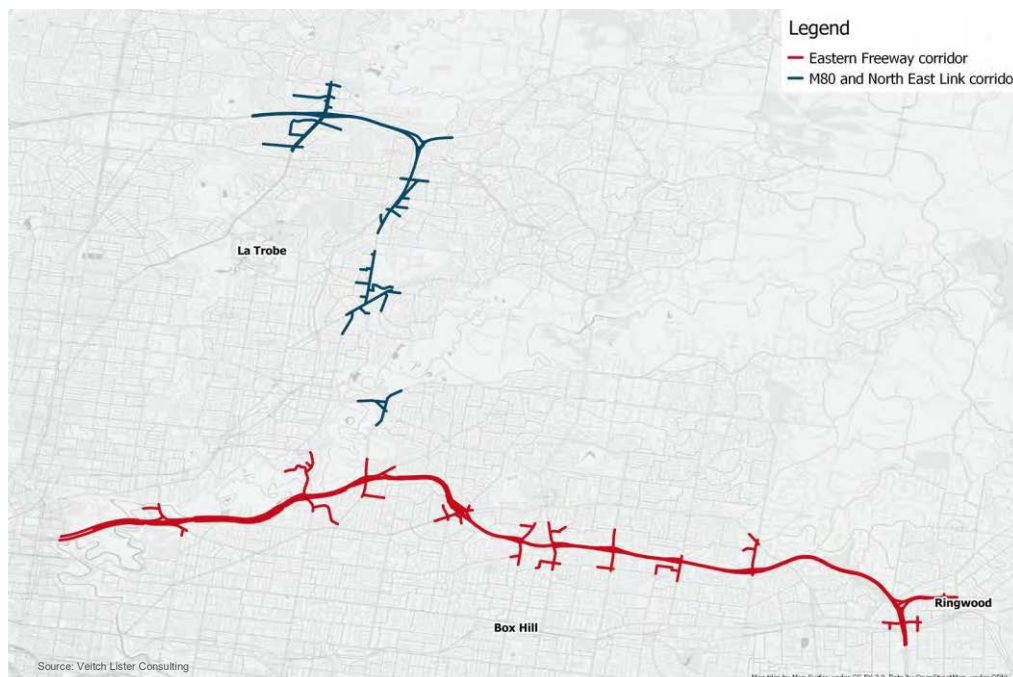 Legend
Eastern Freeway corridor
M80 and North East Link corrido
La Trobe
Ringwood
Box Hill
Source: Veitch Lister Consulting